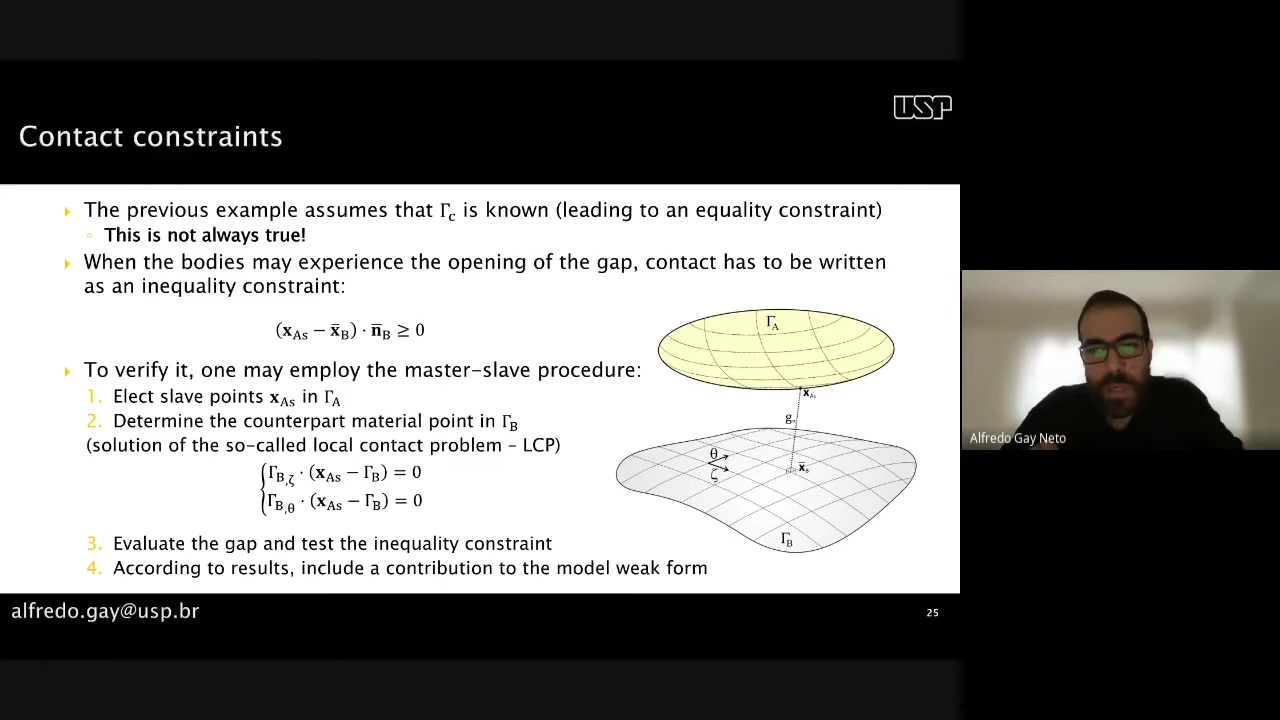 USP
Contact constraints
The previous example assumes that Γc is known (leading to an equality constraint)
This is not always true!
When the bodies may experience the opening of the gap, contact has to be written
as an inequality constraint:
(x_As − x̄_B) · n̄_B ≥ 0
To verify it, one may employ the master-slave procedure:
1. Elect slave points x_As in Γ_A
2. Determine the counterpart material point in Γ_B
(solution of the so-called local contact problem – LCP)
Γ_B,ζ · (x_As − Γ_B) = 0
Γ_B,θ · (x_As − Γ_B) = 0
3. Evaluate the gap and test the inequality constraint
4. According to results, include a contribution to the model weak form
Γ_A
x_As
g
θ
ζ
x̄_B
Γ_B
alfredo.gay@usp.br
25
Alfredo Gay Neto